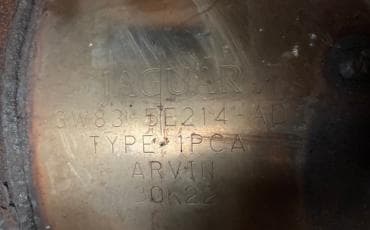 JAGUAR
3W83 5E214-AD
TYPE-1PCA
ARVIN
30K22